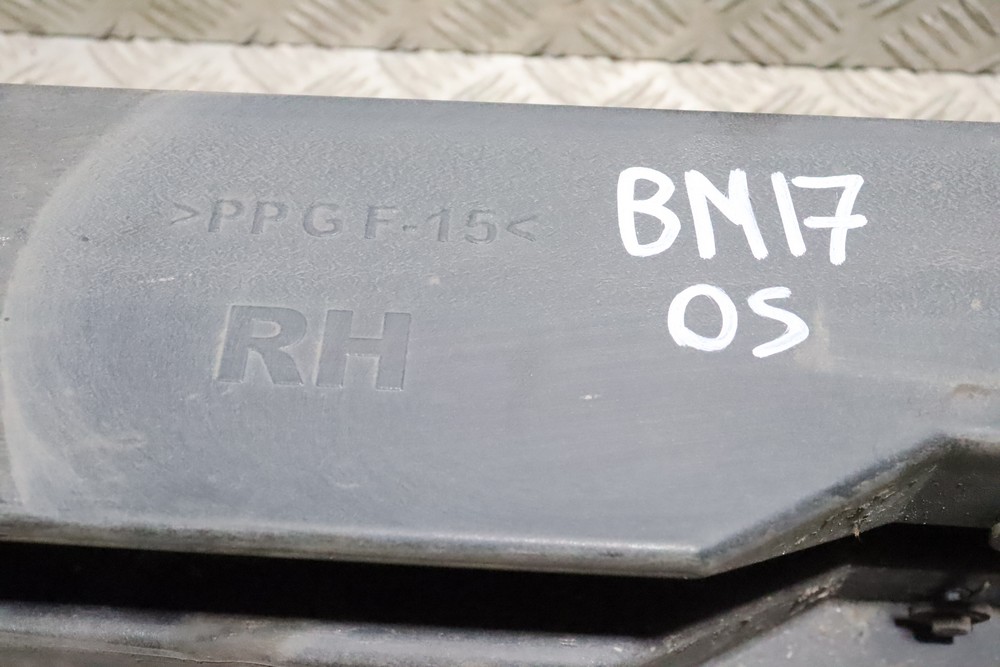 >PPGF-15<
RH
BM17
OS